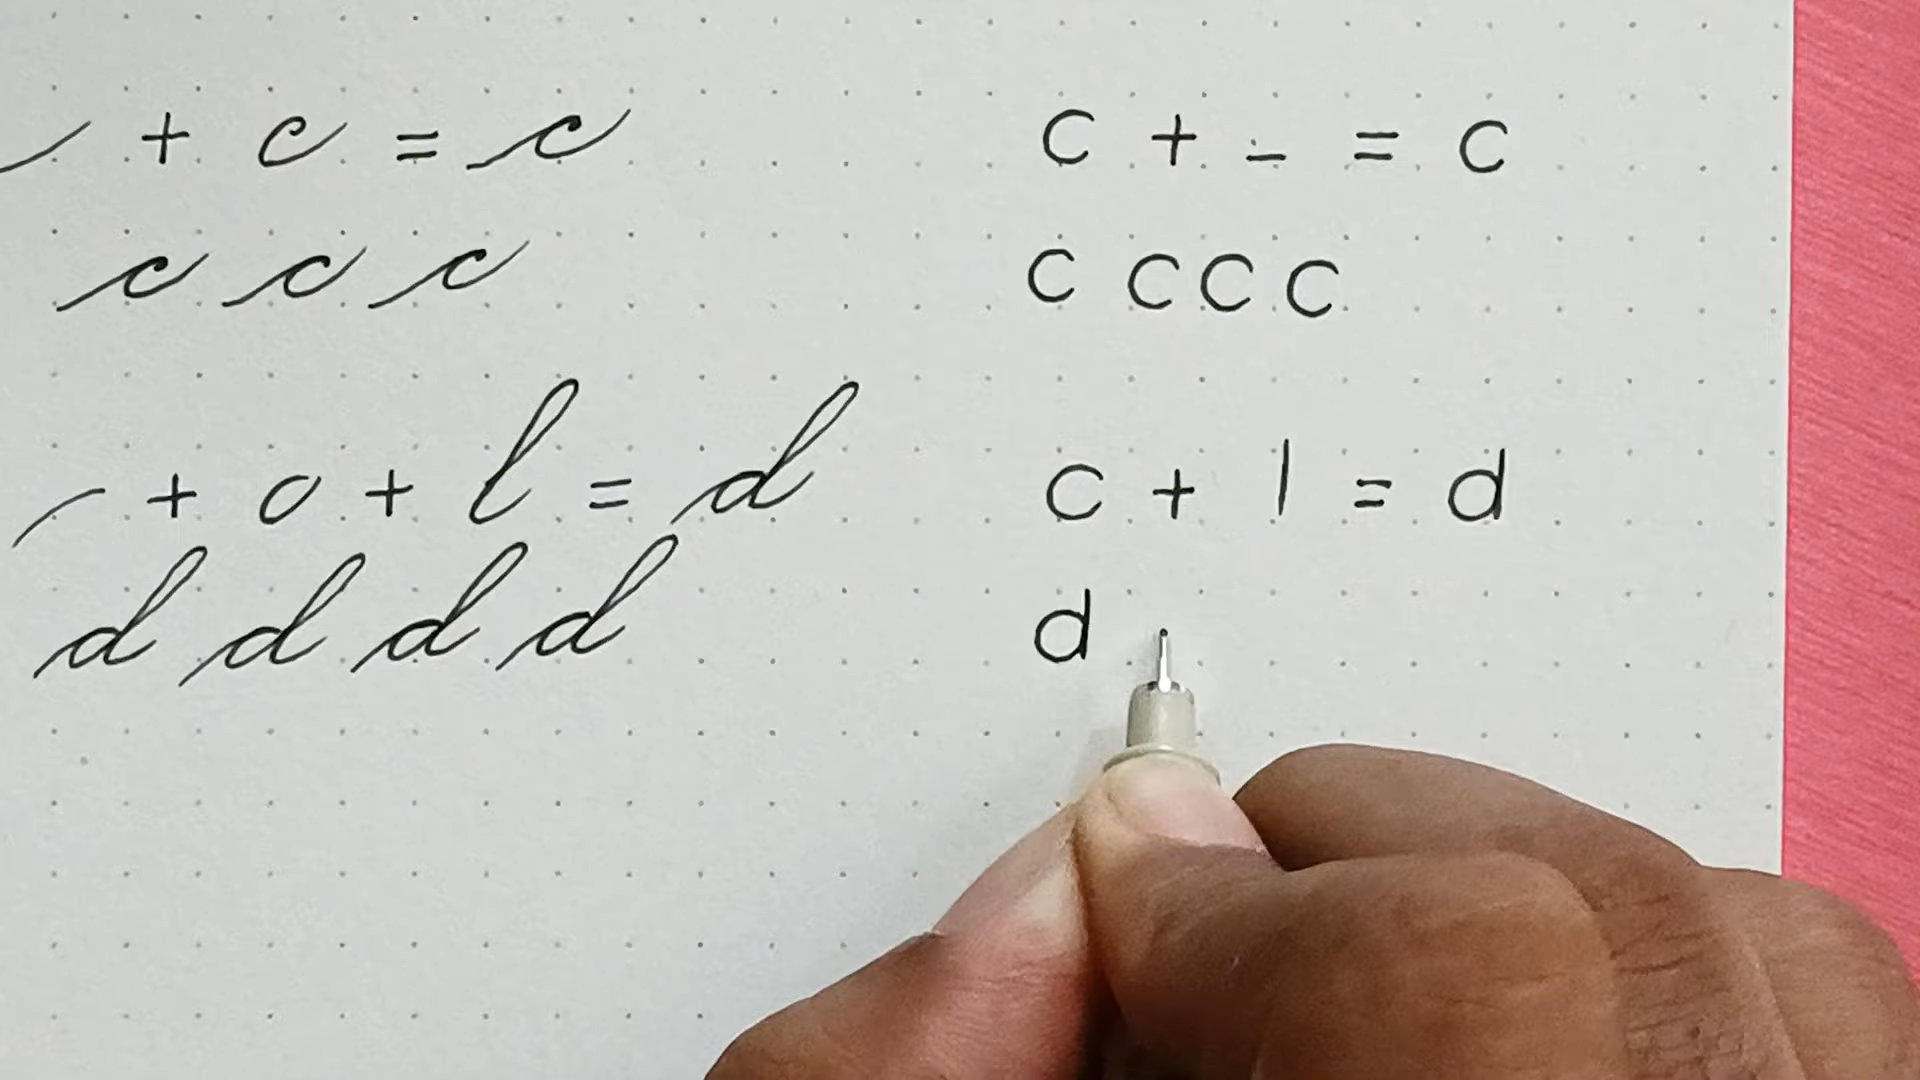 + c = c
c c c
+ o + l = d
d d d d
c + - = c
c c c c
c + l = d
d